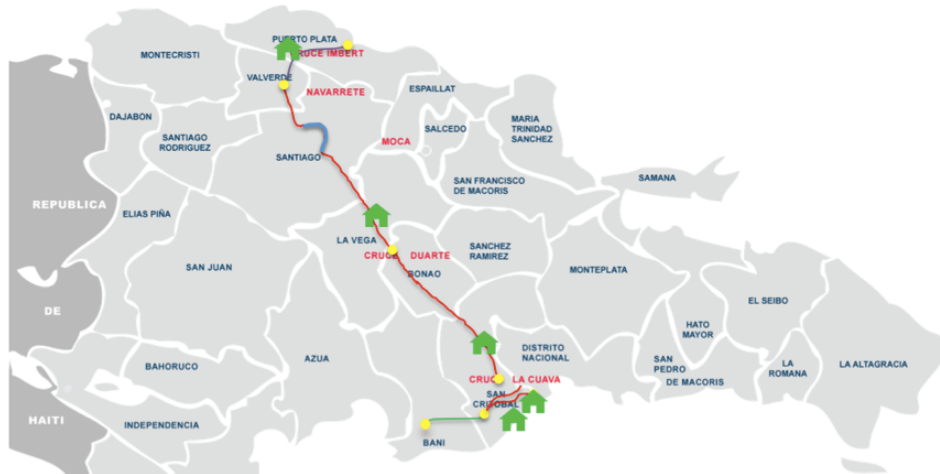 PUERTO PLATA
CRUCE IMBERT
MONTECRISTI
VALVERDE
NAVARRETE
ESPAILLAT
DAJABON
SALCEDO
MARIA
TRINIDAD
SANCHEZ
SANTIAGO
RODRIGUEZ
MOCA
SANTIAGO
SAMANA
SAN FRANCISCO
DE MACORIS
REPUBLICA
ELIAS PIÑA
LA VEGA
SANCHEZ
RAMIREZ
CRUCE DUARTE
SAN JUAN
MONTEPLATA
BONAO
EL SEIBO
DE
HATO
MAYOR
DISTRITO
NACIONAL
AZUA
BAHORUCO
SAN
PEDRO
DE MACORIS
LA
ROMANA
LA ALTAGRACIA
CRUCE LA CUAVA
SAN
CRITOBAL
HAITI
INDEPENDENCIA
BANI